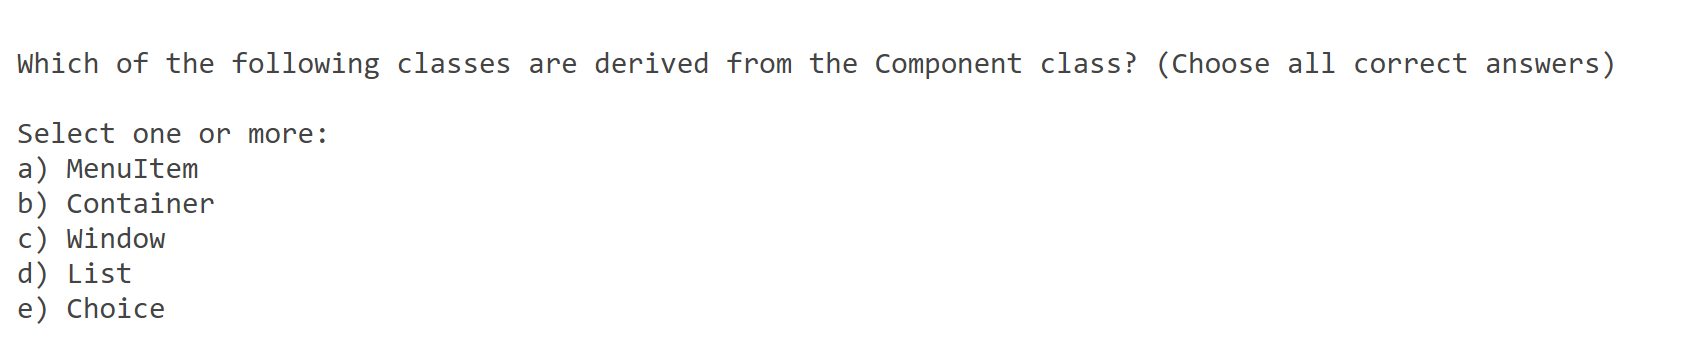 Which of the following classes are derived from the Component class? (Choose all correct answers)
Select one or more:
a) MenuItem
b) Container
c) Window
d) List
e) Choice